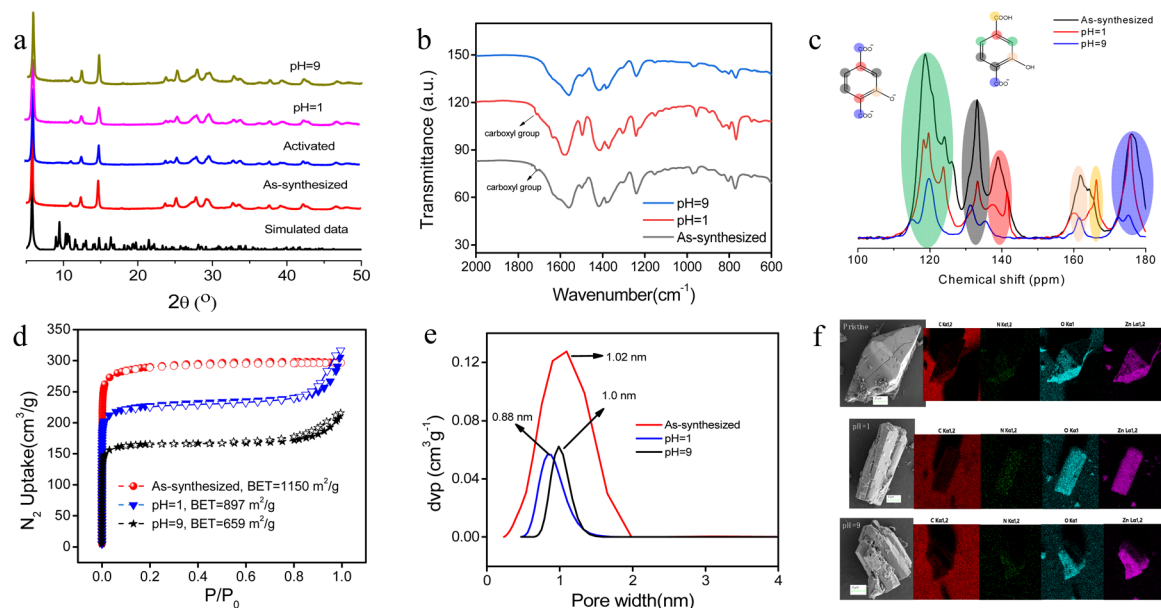 a
pH=9
pH=1
Activated
As-synthesized
Simulated data
5
10
15
20
25
30
35
40
45
50
2θ (°)
b
Transmittance (a.u.)
150
120
90
60
30
carboxyl group
carboxyl group
pH=9
pH=1
As-synthesized
2000
1800
1600
1400
1200
1000
800
600
Wavenumber(cm⁻¹)
c
COO⁻
O⁻
COO⁻
COOH
OH
COO⁻
As-synthesized
pH=1
pH=9
100
120
140
160
180
Chemical shift (ppm)
d
N₂ Uptake(cm³/g)
350
300
250
200
150
100
50
0
As-synthesized, BET=1150 m²/g
pH=1, BET=897 m²/g
pH=9, BET=659 m²/g
0.0
0.2
0.4
0.6
0.8
1.0
P/P₀
e
dvp (cm³g⁻¹)
0.12
0.08
0.04
0.00
1.02 nm
1.0 nm
0.88 nm
As-synthesized
pH=1
pH=9
0
1
2
3
4
Pore width(nm)
f
Pristine
C Kα1,2
N Kα1,2
O Kα1
Zn Lα1,2
pH=1
C Kα1,2
N Kα1,2
O Kα1
Zn Lα1,2
pH=9
C Kα1,2
N Kα1,2
O Kα1
Zn Lα1,2